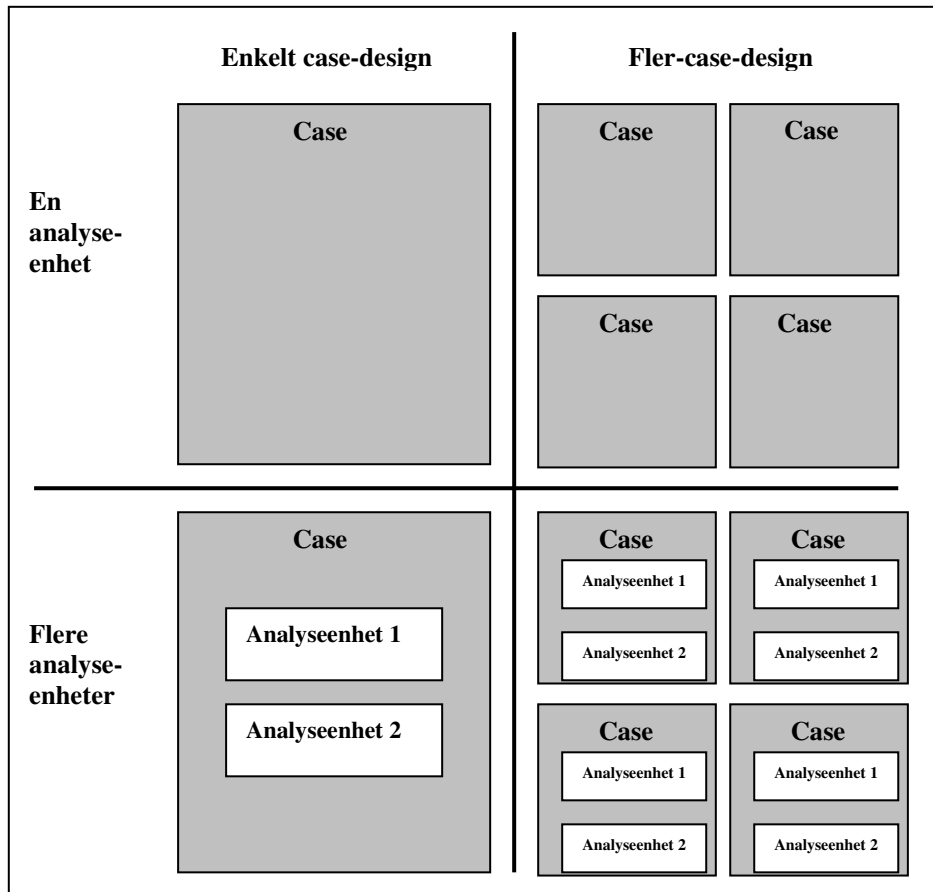 Enkelt case-design
Fler-case-design
En
analyse-
enhet
Case
Case
Case
Case
Case
Flere
analyse-
enheter
Case
Analyseenhet 1
Analyseenhet 2
Case
Analyseenhet 1
Analyseenhet 2
Case
Analyseenhet 1
Analyseenhet 2
Case
Analyseenhet 1
Analyseenhet 2
Case
Analyseenhet 1
Analyseenhet 2